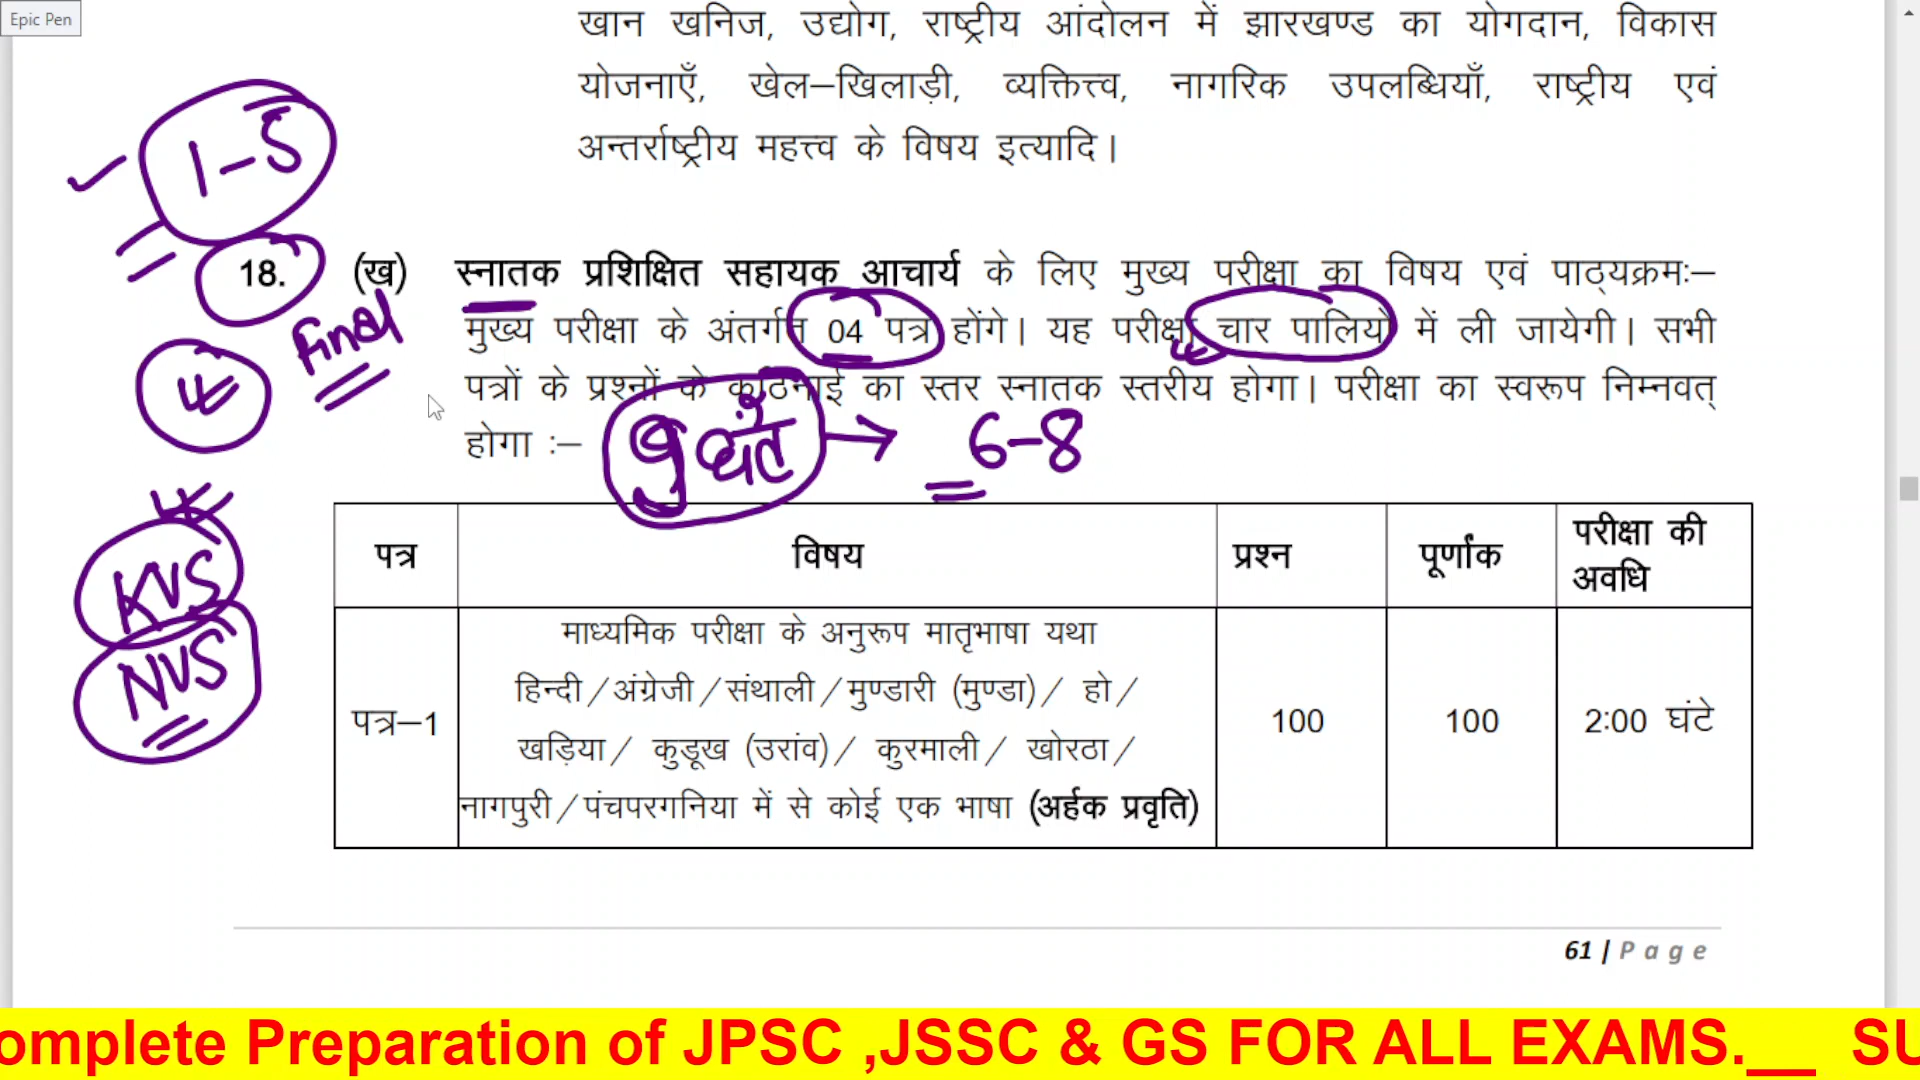 Epic Pen
खान खनिज, उद्योग, राष्ट्रीय आंदोलन में झारखण्ड का योगदान, विकास
योजनाएँ, खेल–खिलाड़ी, व्यक्तित्त्व, नागरिक उपलब्धियाँ, राष्ट्रीय एवं
अन्तर्राष्ट्रीय महत्त्व के विषय इत्यादि।
1-5
18. (ख) स्नातक प्रशिक्षित सहायक आचार्य के लिए मुख्य परीक्षा का विषय एवं पाठ्यक्रमः–
मुख्य परीक्षा के अंतर्गत 04 पत्र होंगे। यह परीक्षा चार पालियों में ली जायेगी। सभी
Final
पत्रों के प्रश्नों के कठिनाई का स्तर स्नातक स्तरीय होगा। परीक्षा का स्वरूप निम्नवत्
होगा :–
6-8
KVS
NVS
पत्र विषय प्रश्न पूर्णांक परीक्षा की
अवधि
माध्यमिक परीक्षा के अनुरूप मातृभाषा यथा
हिन्दी/अंग्रेजी/संथाली/मुण्डारी (मुण्डा)/ हो/
पत्र–1 100 100 2:00 घंटे
खड़िया/ कुडूख (उरांव)/ कुरमाली/ खोरठा/
नागपुरी/पंचपरगनिया में से कोई एक भाषा (अर्हक प्रवृति)
61 | Page
omplete Preparation of JPSC ,JSSC & GS FOR ALL EXAMS.__ SU